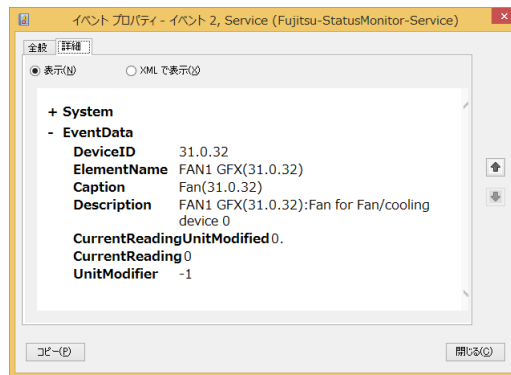 イベント プロパティ - イベント 2, Service (Fujitsu-StatusMonitor-Service)
全般 詳細
表示(N) XML で表示(X)
+ System
- EventData
DeviceID 31.0.32
ElementName FAN1 GFX(31.0.32)
Caption Fan(31.0.32)
Description FAN1 GFX(31.0.32):Fan for Fan/cooling
device 0
CurrentReadingUnitModified 0.
CurrentReading 0
UnitModifier -1
コピー(P) 閉じる(C)